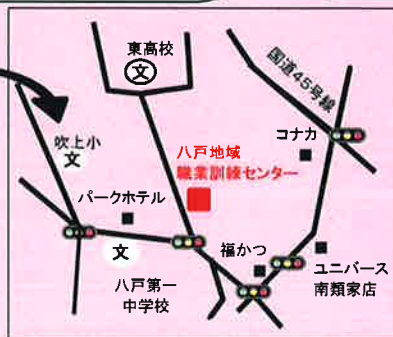 東高校
文
国道45号線
コナカ
吹上小
文
八戸地域
職業訓練センター
パークホテル
福かつ
文
八戸第一
中学校
ユニバース
南類家店